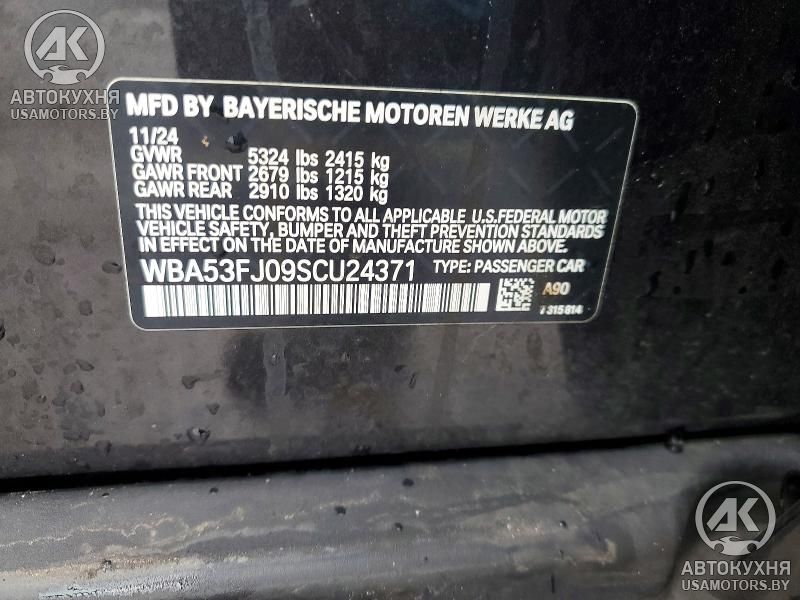 AK
АВТОКУХНЯ
USAMOTORS.BY
MFD BY BAYERISCHE MOTOREN WERKE AG
11/24
GVWR 5324 lbs 2415 kg
GAWR FRONT 2679 lbs 1215 kg
GAWR REAR 2910 lbs 1320 kg
THIS VEHICLE CONFORMS TO ALL APPLICABLE U.S.FEDERAL MOTOR
VEHICLE SAFETY, BUMPER, AND THEFT PREVENTION STANDARDS
IN EFFECT ON THE DATE OF MANUFACTURE SHOWN ABOVE.
WBA53FJ09SCU24371 TYPE: PASSENGER CAR
A90
7315814
AK
АВТОКУХНЯ
USAMOTORS.BY